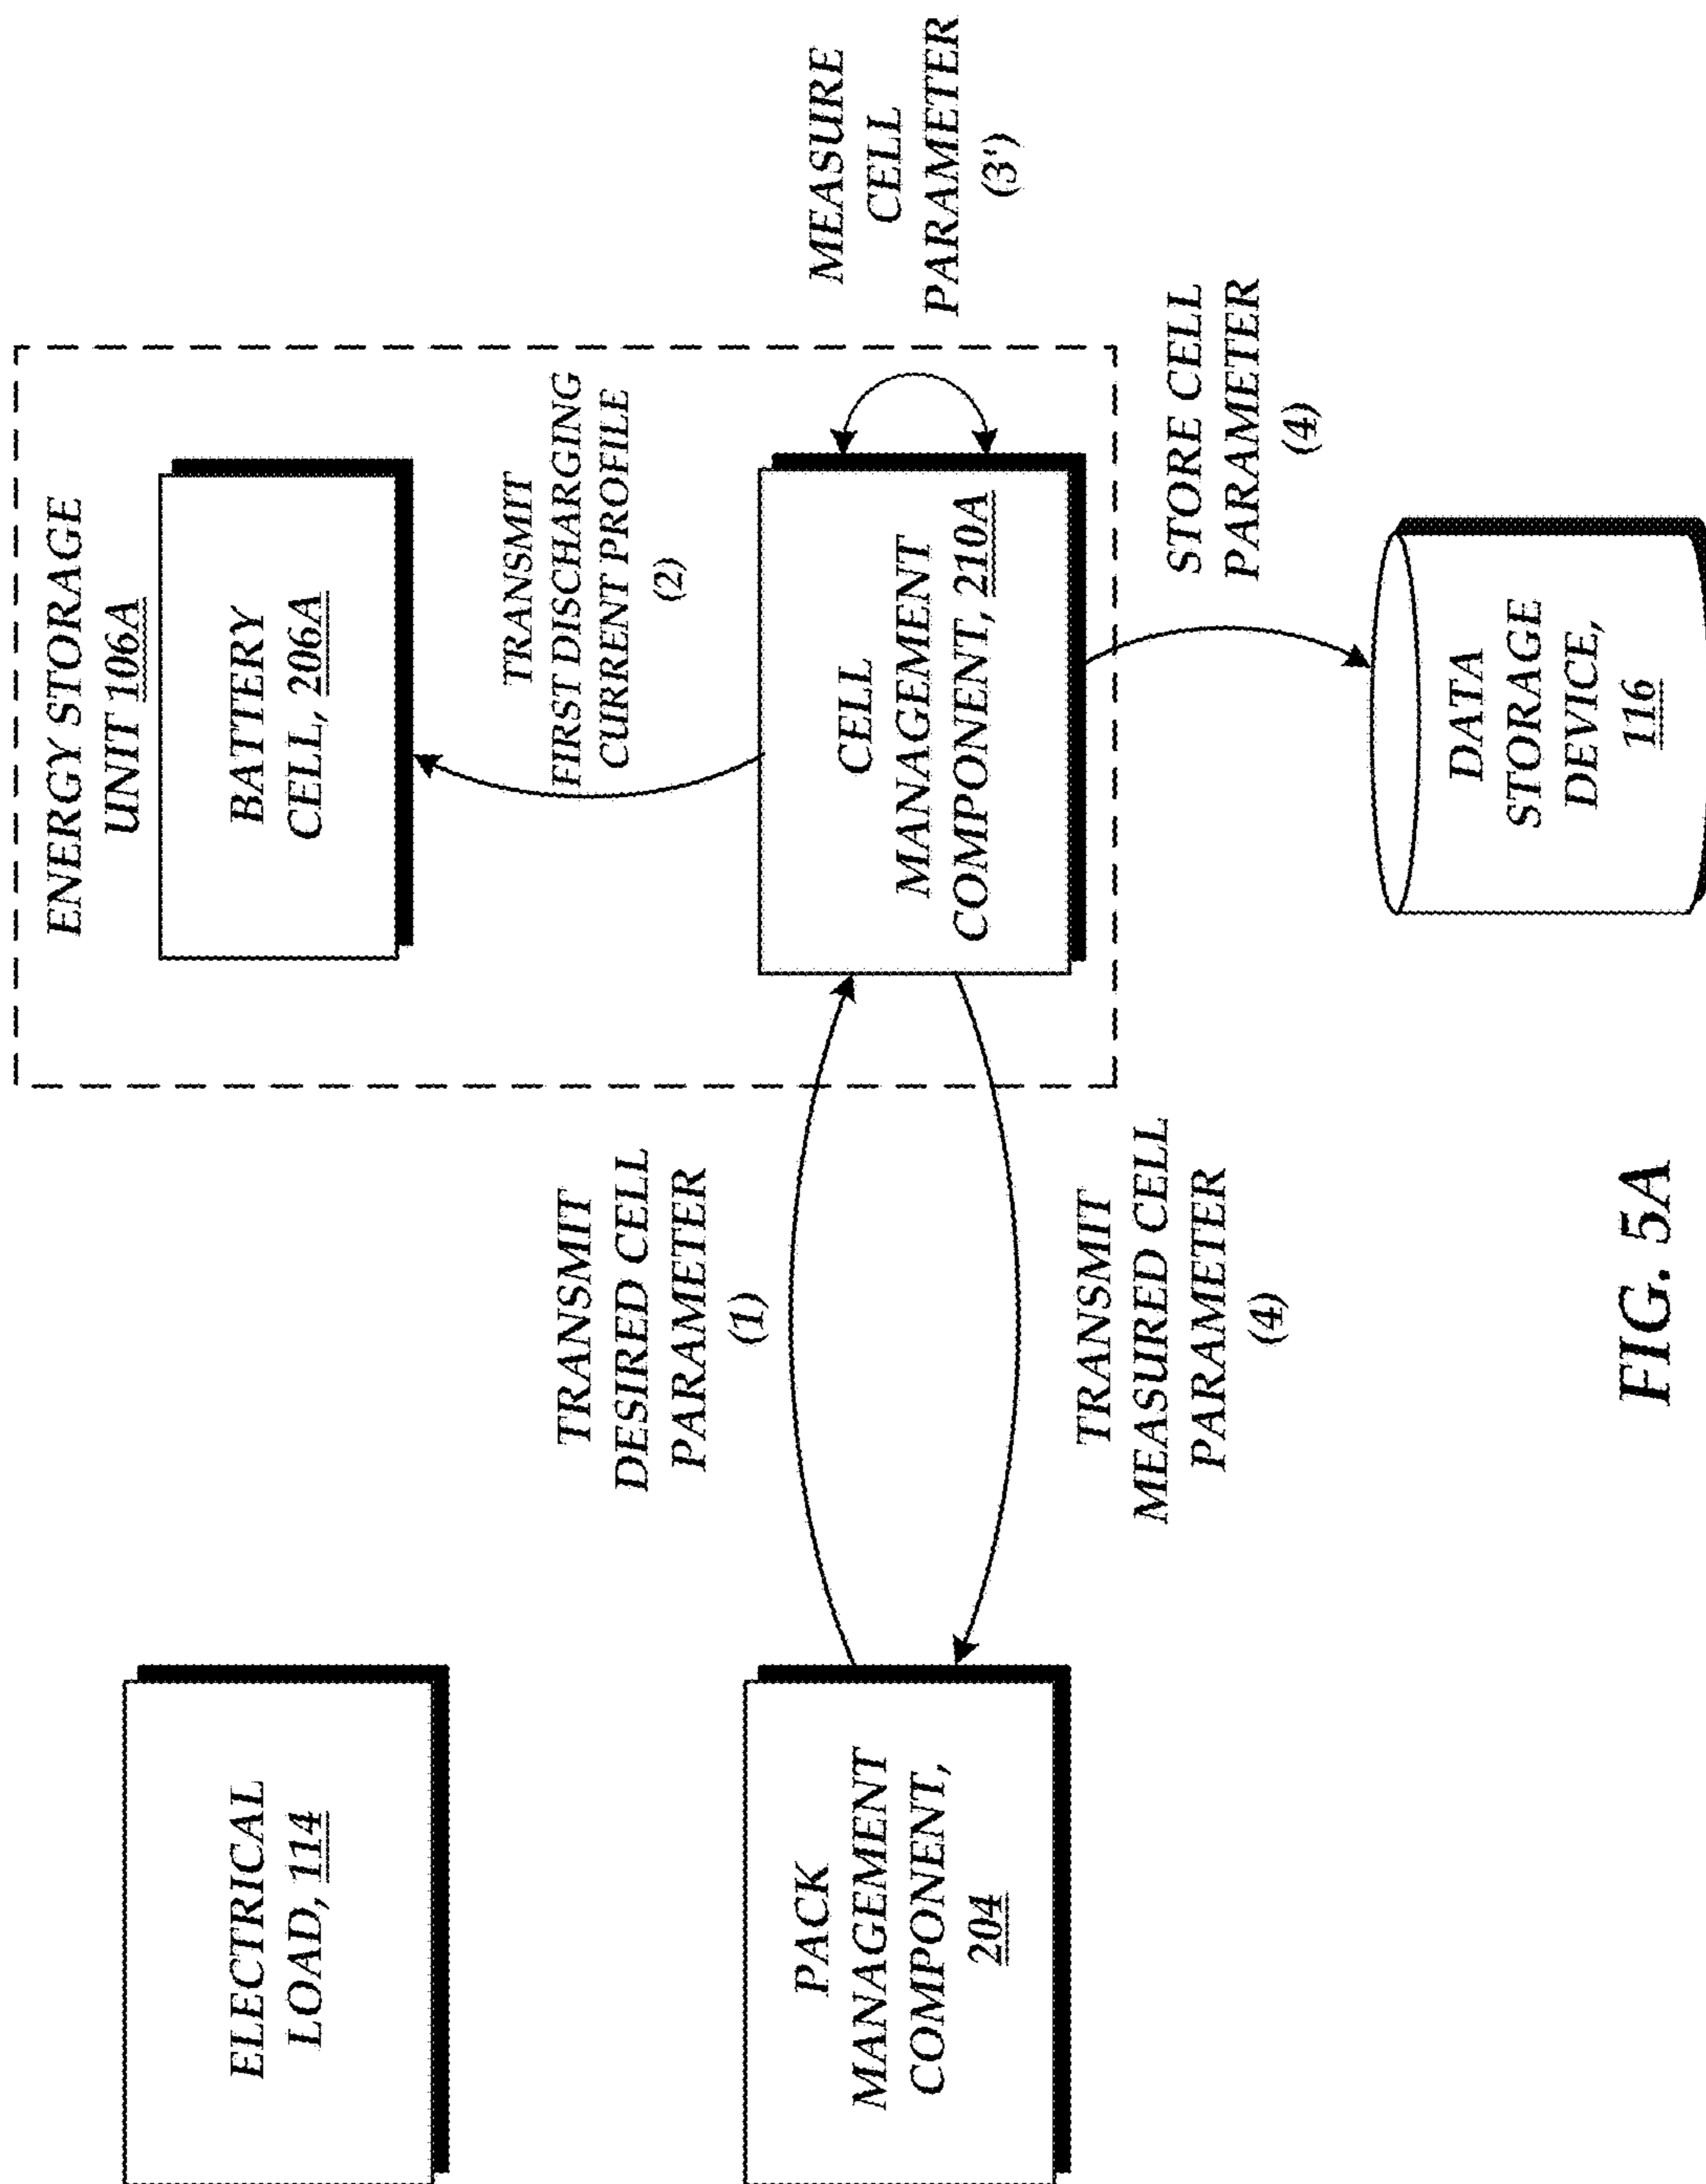 ELECTRICAL
LOAD, 114
PACK
MANAGEMENT
COMPONENT,
204
TRANSMIT
DESIRED CELL
PARAMETER
(1)
TRANSMIT
MEASURED CELL
PARAMETER
(4)
ENERGY STORAGE
UNIT 106A
BATTERY
CELL, 206A
TRANSMIT
FIRST DISCHARGING
CURRENT PROFILE
(2)
CELL
MANAGEMENT
COMPONENT, 210A
MEASURE
CELL
PARAMETER
(3')
STORE CELL
PARAMETER
(4)
DATA
STORAGE
DEVICE,
116
FIG. 5A